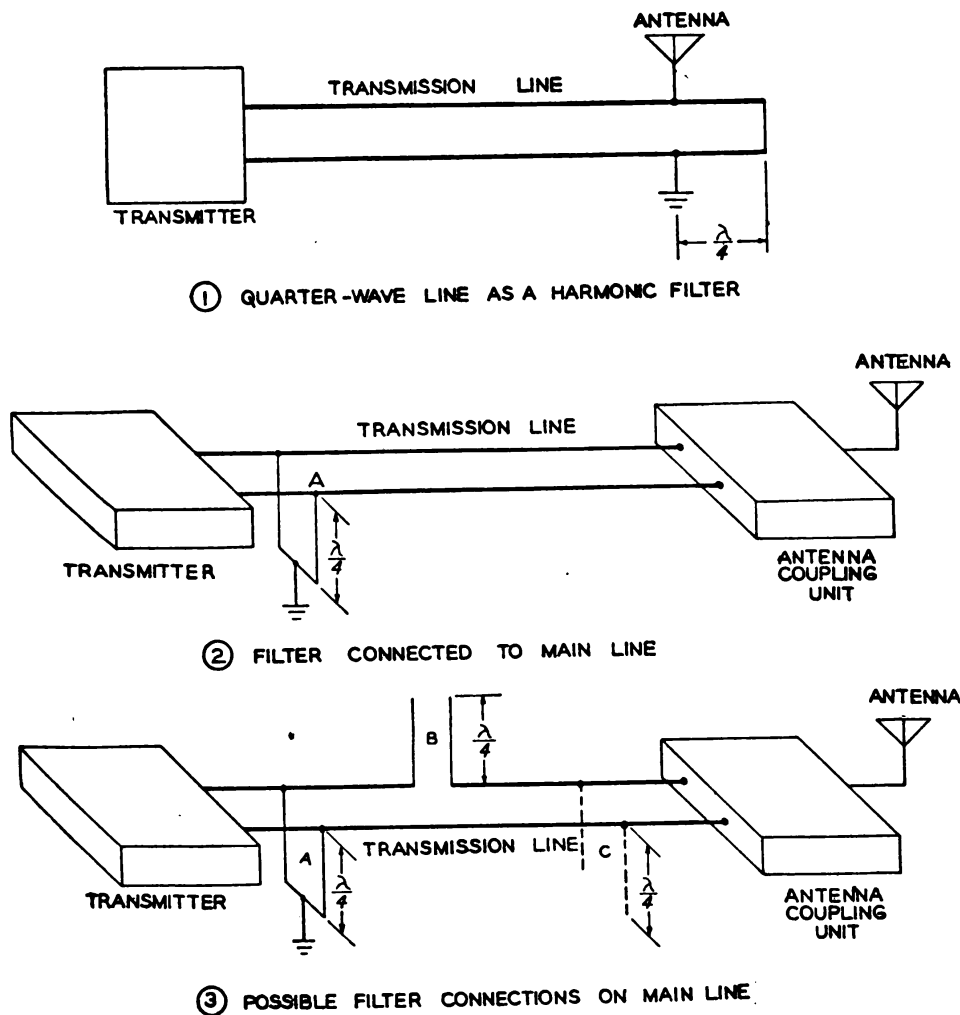 ANTENNA
TRANSMISSION LINE
TRANSMITTER
λ/4
① QUARTER-WAVE LINE AS A HARMONIC FILTER
ANTENNA
TRANSMISSION LINE
A
λ/4
TRANSMITTER
ANTENNA
COUPLING
UNIT
② FILTER CONNECTED TO MAIN LINE
ANTENNA
B
λ/4
A
TRANSMISSION LINE
C
λ/4
λ/4
TRANSMITTER
ANTENNA
COUPLING
UNIT
③ POSSIBLE FILTER CONNECTIONS ON MAIN LINE